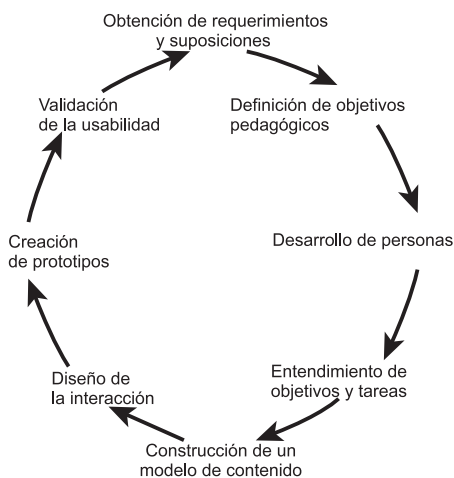 Obtención de requerimientos
y suposiciones
Definición de objetivos
pedagógicos
Desarrollo de personas
Entendimiento de
objetivos y tareas
Construcción de un
modelo de contenido
Diseño de
la interacción
Creación
de prototipos
Validación
de la usabilidad